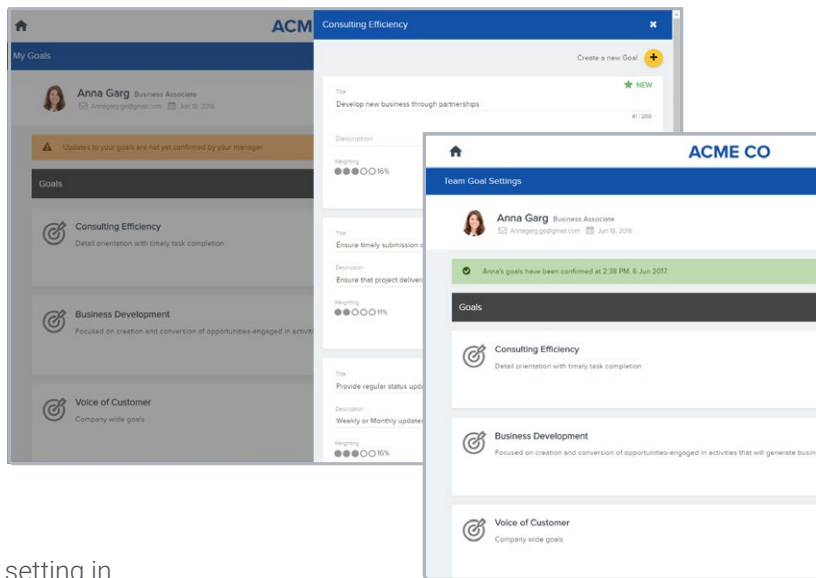 ACM
My Goals
Anna Garg Business Associate
Annagarg.ge@gmail.com Jun 18, 2016
Updates to your goals are not yet confirmed by your manager.
Goals
Consulting Efficiency
Detail orientation with timely task completion
Business Development
Focused on creation and conversion of opportunities-engaged in activiti
Voice of Customer
Company wide goals
Consulting Efficiency
Create a new Goal
NEW
Title *
Develop new business through partnerships
41 / 200
Description
Weighting
16%
Title *
Ensure timely submission o
Description
Ensure that project deliver
Weighting
11%
Title *
Provide regular status upd
Description
Weekly or Monthly updates
Weighting
16%
ACME CO
Team Goal Settings
Anna Garg Business Associate
Annagarg.ge@gmail.com Jun 18, 2016
Anna's goals have been confirmed at 2:38 PM, 6 Jun 2017.
Goals
Consulting Efficiency
Detail orientation with timely task completion
Business Development
Focused on creation and conversion of opportunities-engaged in activities that will generate busin
Voice of Customer
Company wide goals
setting in